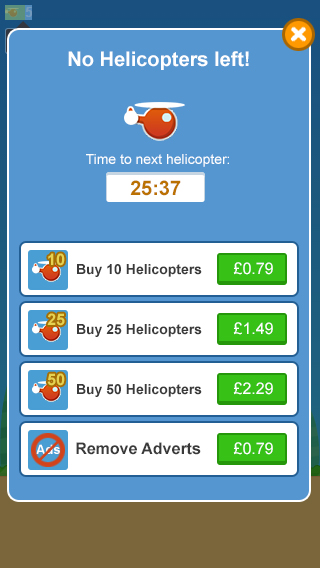 No Helicopters left!
Time to next helicopter:
25:37
10
Buy 10 Helicopters
£0.79
25
Buy 25 Helicopters
£1.49
50
Buy 50 Helicopters
£2.29
Ads
Remove Adverts
£0.79